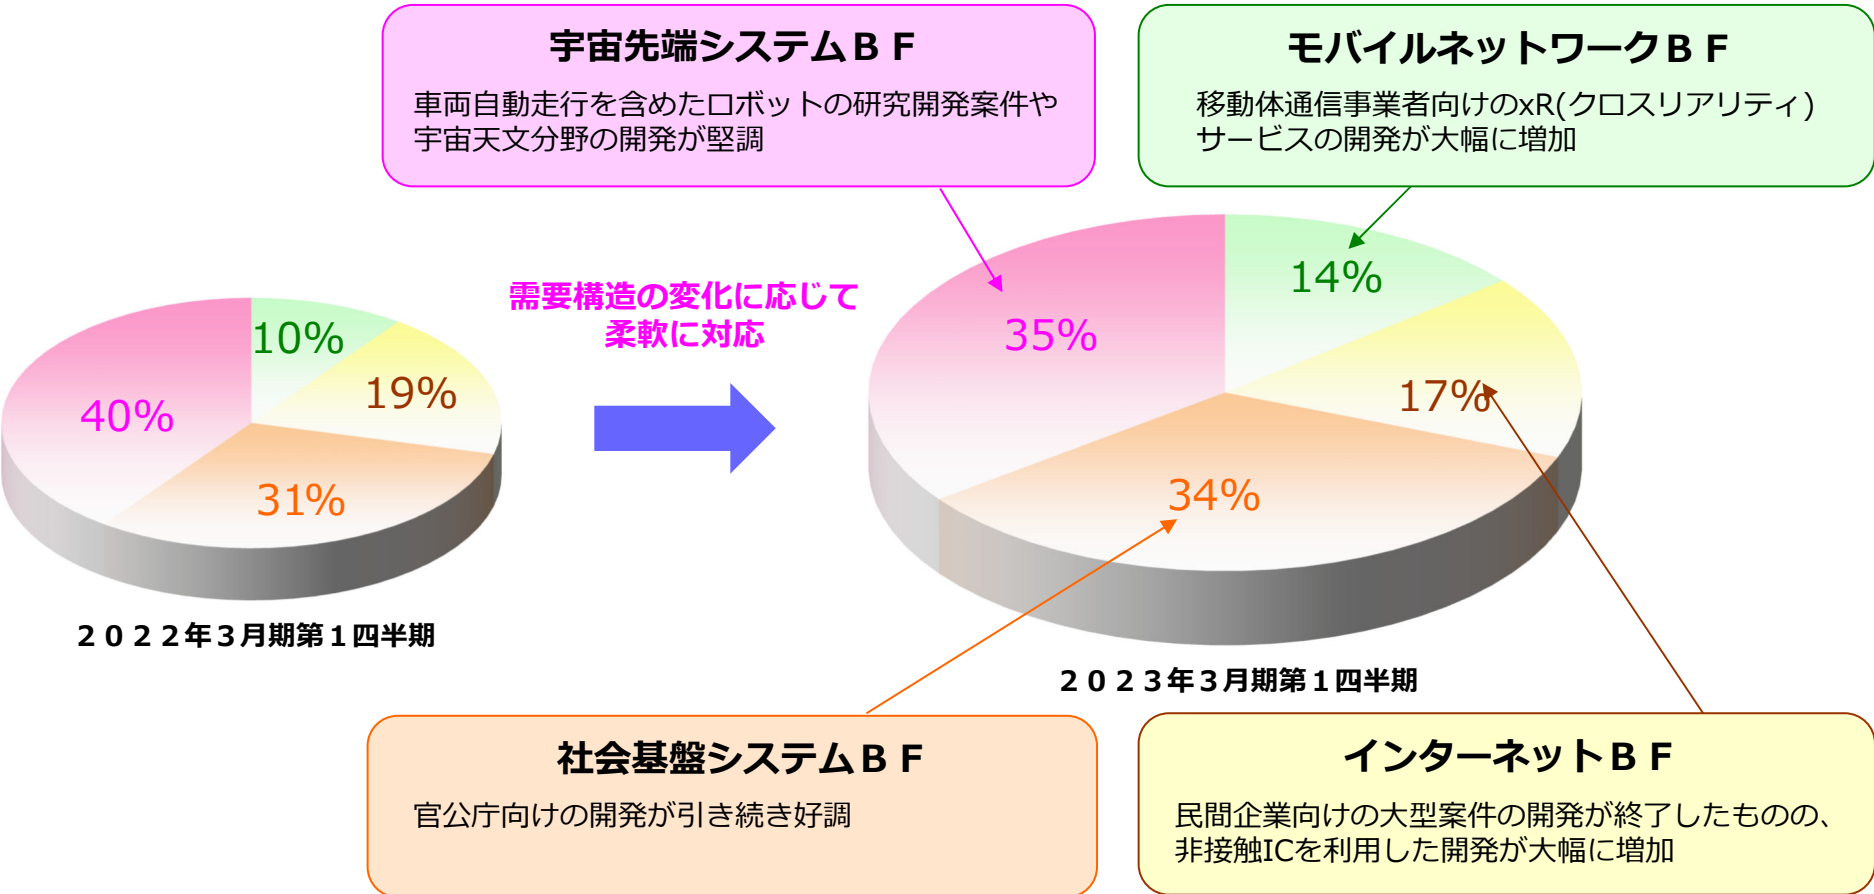 宇宙先端システムＢＦ
車両自動走行を含めたロボットの研究開発案件や
宇宙天文分野の開発が堅調
モバイルネットワークＢＦ
移動体通信事業者向けのxR(クロスリアリティ)
サービスの開発が大幅に増加
10%
19%
31%
40%
２０２２年３月期第１四半期
需要構造の変化に応じて
柔軟に対応
14%
17%
34%
35%
２０２３年３月期第１四半期
社会基盤システムＢＦ
官公庁向けの開発が引き続き好調
インターネットＢＦ
民間企業向けの大型案件の開発が終了したものの、
非接触ICを利用した開発が大幅に増加